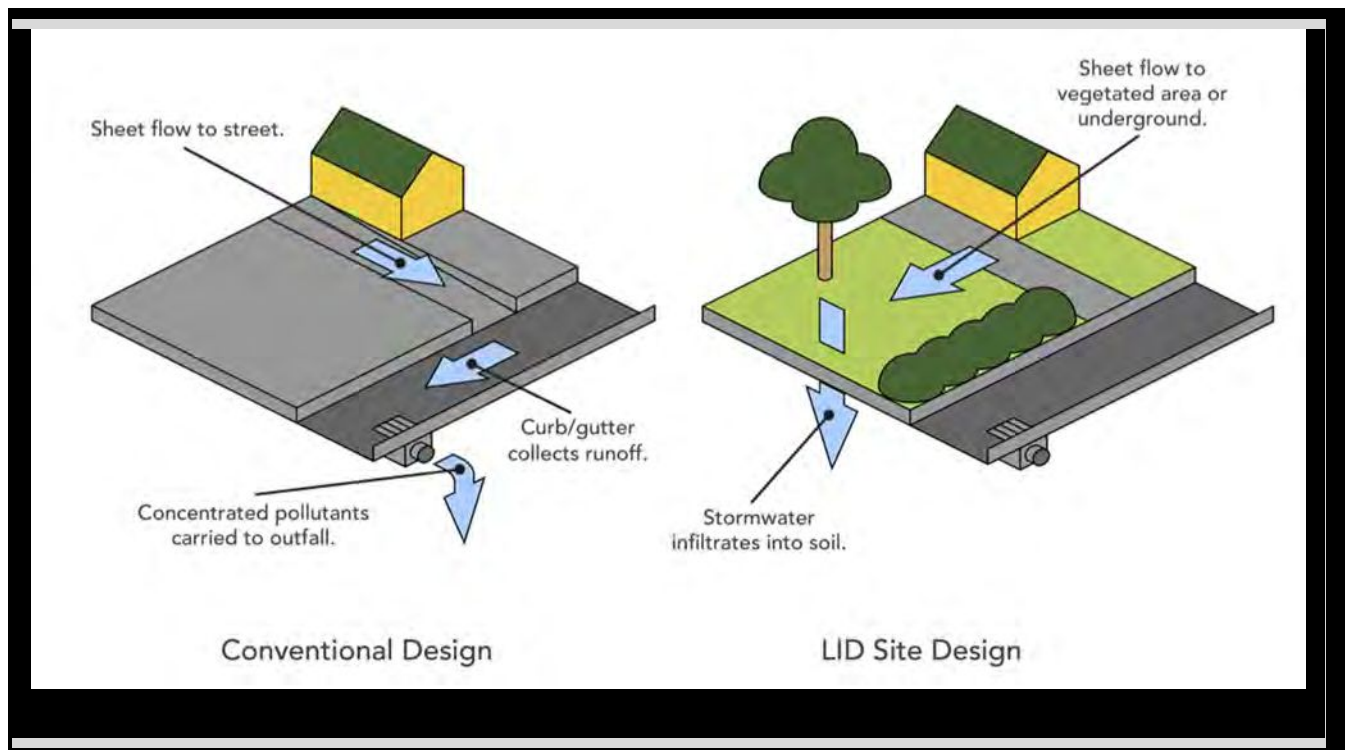 Sheet flow to street.
Curb/gutter
collects runoff.
Concentrated pollutants
carried to outfall.
Conventional Design
Sheet flow to
vegetated area or
underground.
Stormwater
infiltrates into soil.
LID Site Design